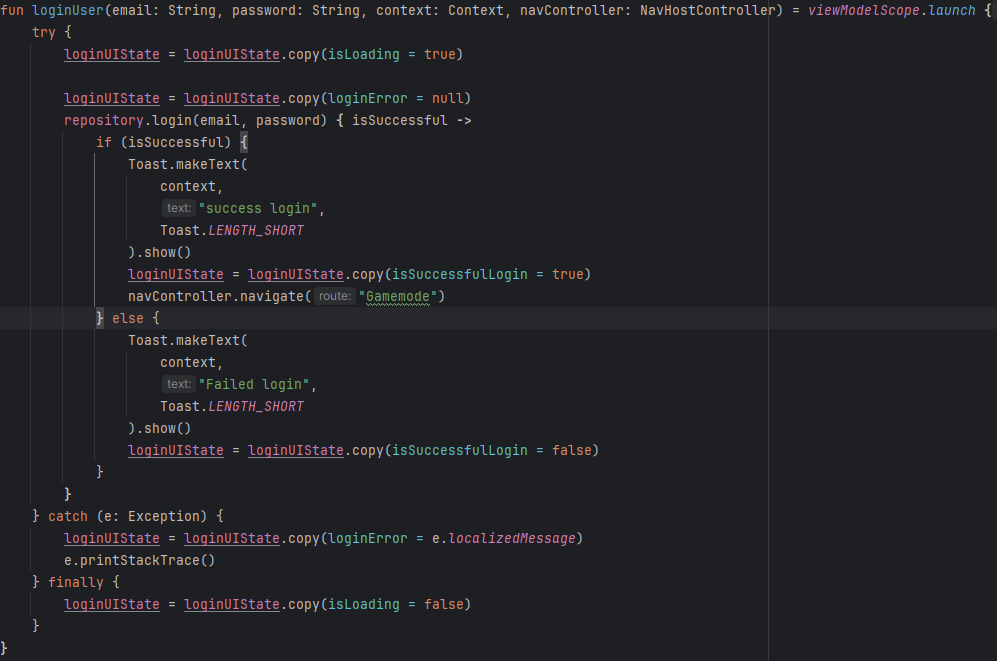 fun loginUser(email: String, password: String, context: Context, navController: NavHostController) = viewModelScope.launch {
    try {
        loginUIState = loginUIState.copy(isLoading = true)

        loginUIState = loginUIState.copy(loginError = null)
        repository.login(email, password) { isSuccessful ->
            if (isSuccessful) {
                Toast.makeText(
                    context,
                    text: "success login",
                    Toast.LENGTH_SHORT
                ).show()
                loginUIState = loginUIState.copy(isSuccessfulLogin = true)
                navController.navigate( route: "Gamemode")
            } else {
                Toast.makeText(
                    context,
                    text: "Failed login",
                    Toast.LENGTH_SHORT
                ).show()
                loginUIState = loginUIState.copy(isSuccessfulLogin = false)
            }
        }
    } catch (e: Exception) {
        loginUIState = loginUIState.copy(loginError = e.localizedMessage)
        e.printStackTrace()
    } finally {
        loginUIState = loginUIState.copy(isLoading = false)
    }
}